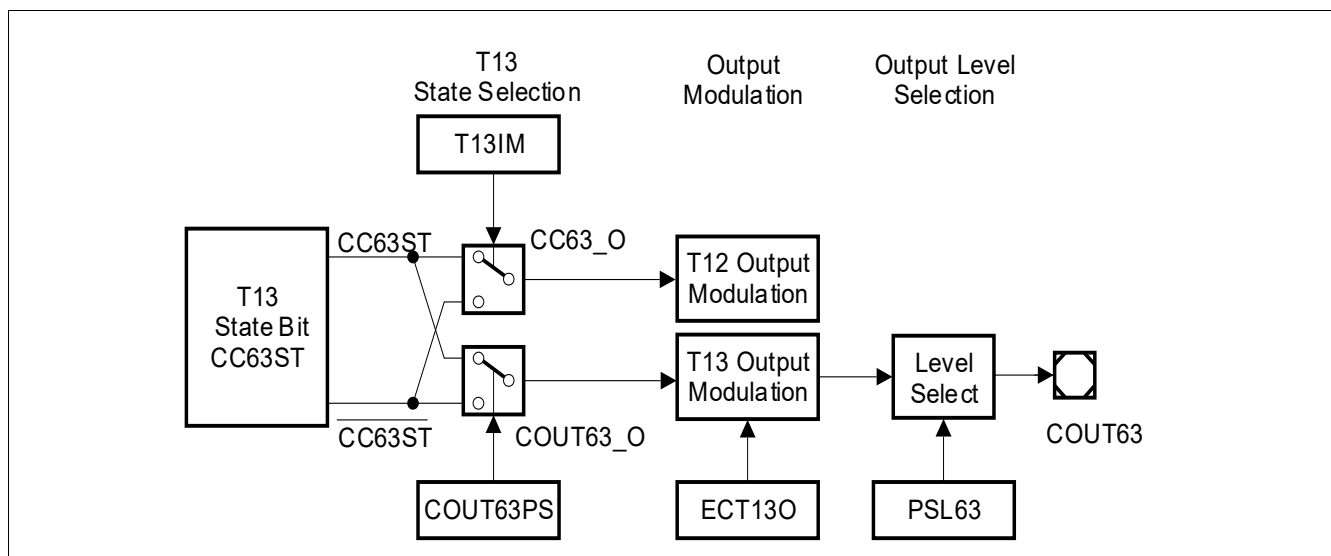 T13
State Selection
Output
Modulation
Output Level
Selection
T13IM
CC63ST
CC63_O
T13
State Bit
CC63ST
T12 Output
Modulation
T13 Output
Modulation
Level
Select
CC63ST
COUT63_O
COUT63
COUT63PS
ECT13O
PSL63